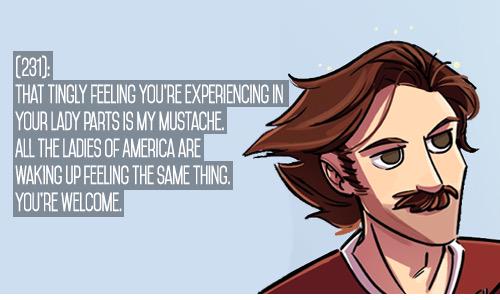 (231):
THAT TINGLY FEELING YOU'RE EXPERIENCING IN
YOUR LADY PARTS IS MY MUSTACHE.
ALL THE LADIES OF AMERICA ARE
WAKING UP FEELING THE SAME THING.
YOU'RE WELCOME.